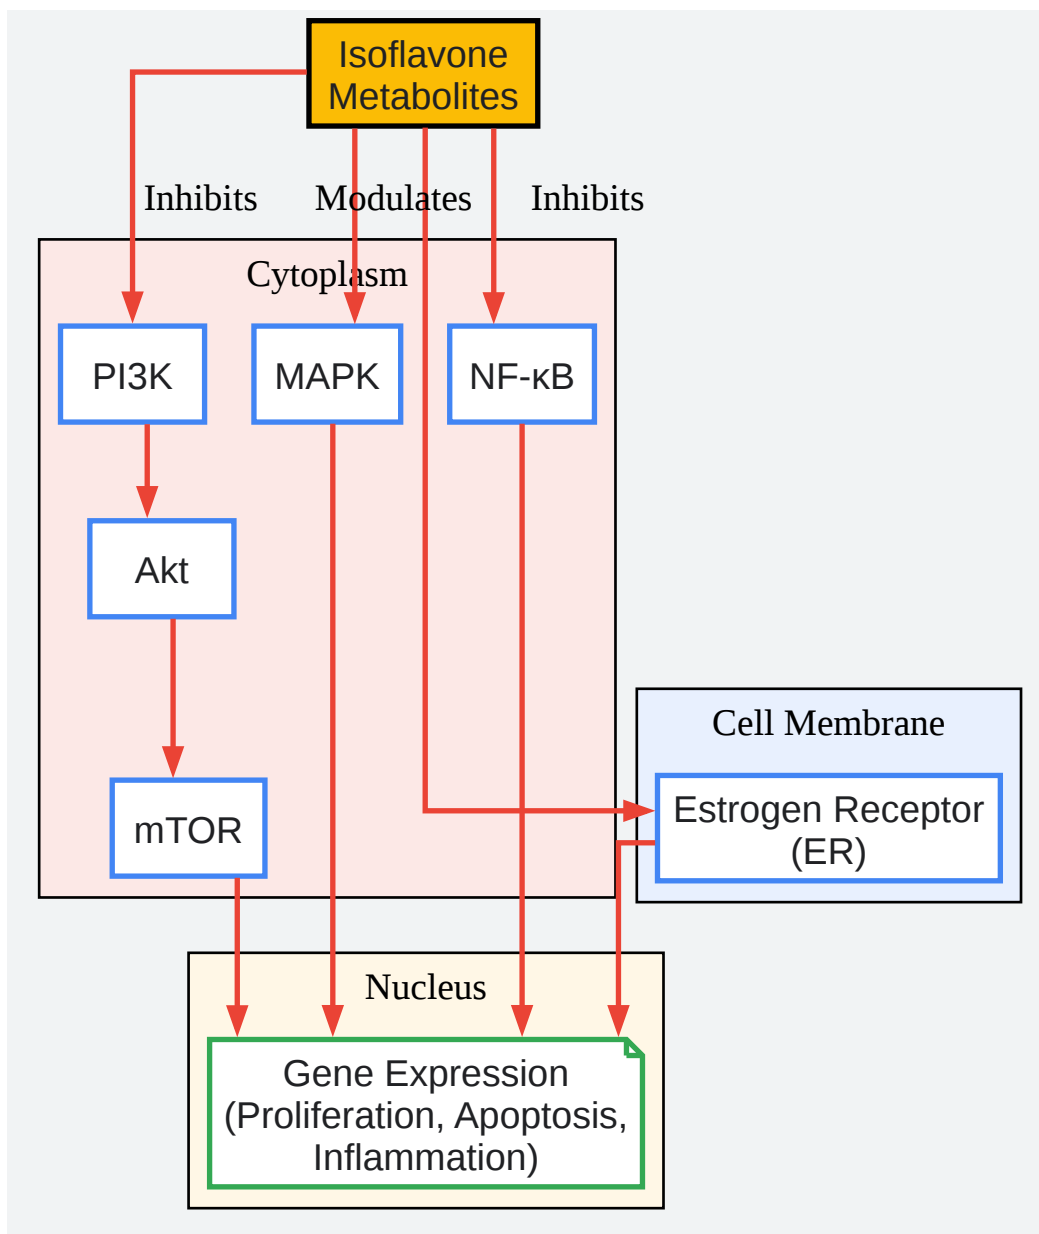 Isoflavone
Metabolites
Inhibits
Modulates
Inhibits
Cytoplasm
PI3K
MAPK
NF-κB
Akt
Cell Membrane
mTOR
Estrogen Receptor
(ER)
Nucleus
Gene Expression
(Proliferation, Apoptosis,
Inflammation)